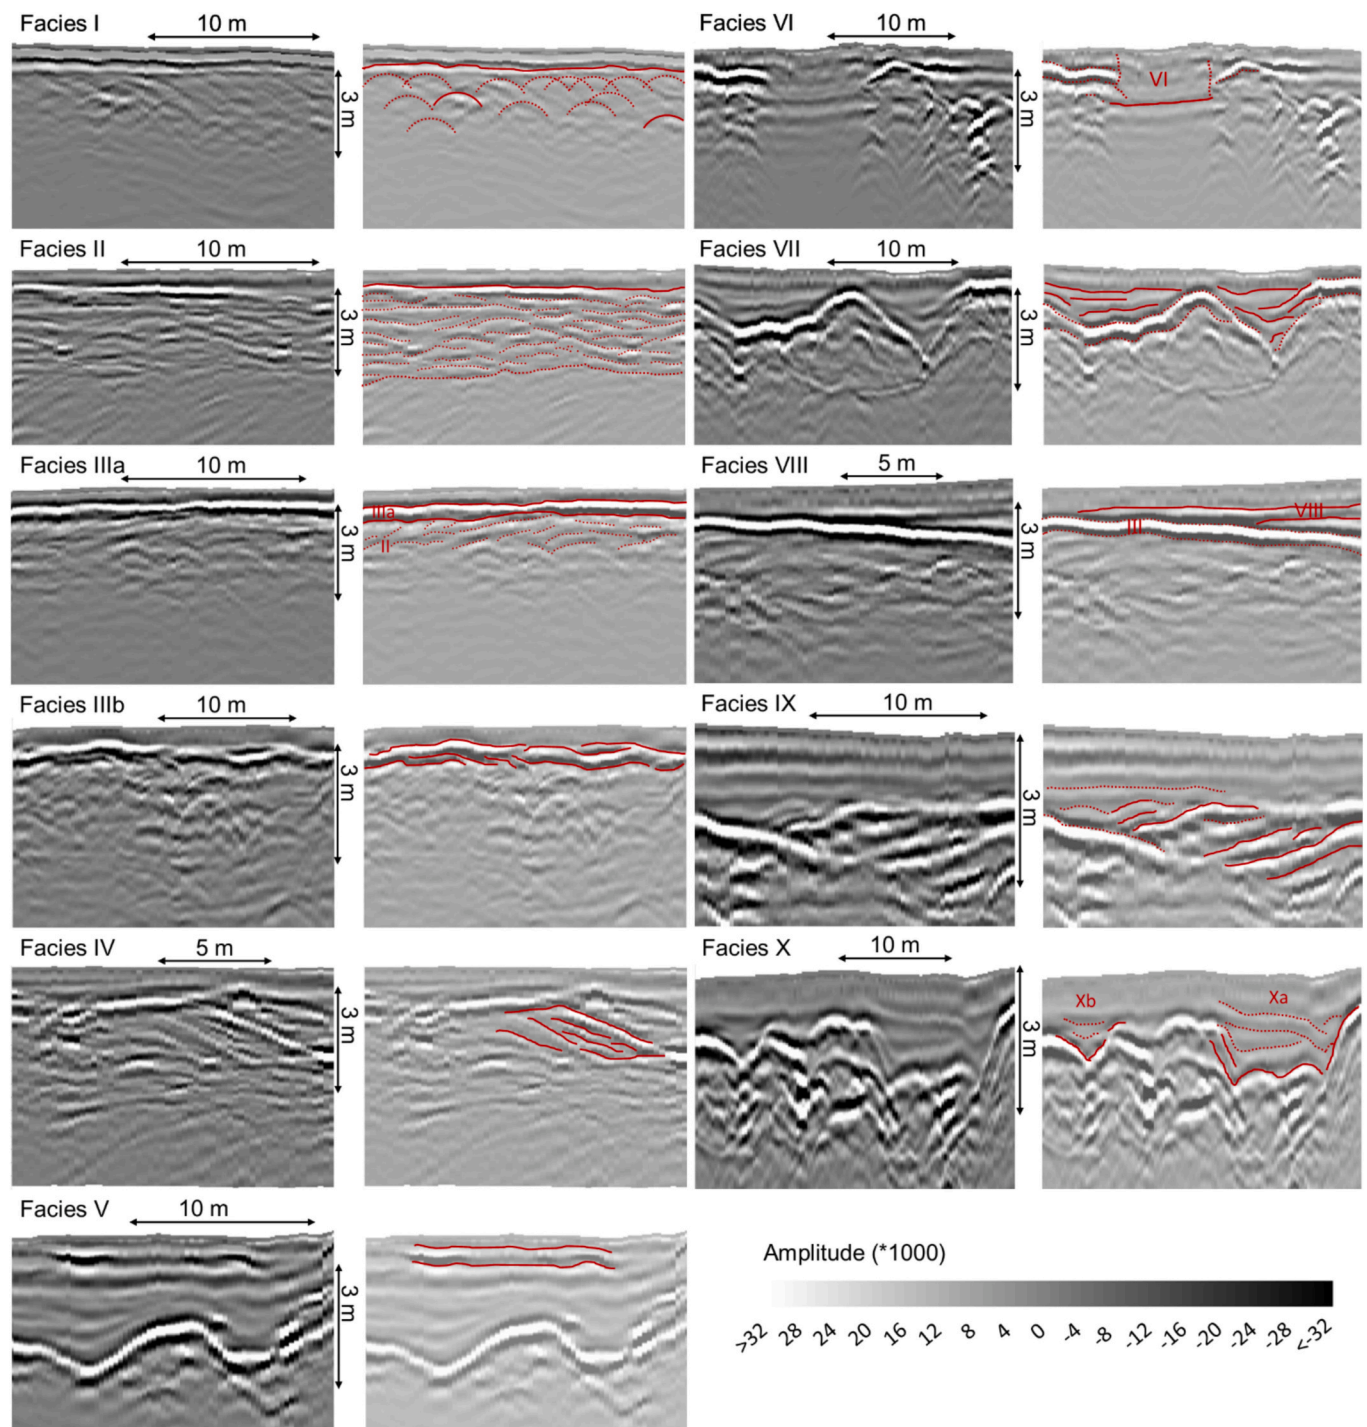 Facies I
10 m
3 m
Facies II
10 m
3 m
Facies IIIa
10 m
3 m
IIIa
II
Facies IIIb
10 m
3 m
Facies IV
5 m
3 m
Facies V
10 m
3 m
Facies VI
10 m
3 m
VI
Facies VII
10 m
3 m
Facies VIII
5 m
3 m
VIII
III
Facies IX
10 m
3 m
Facies X
10 m
3 m
Xb
Xa
Amplitude (*1000)
>32 28 24 20 16 12 8 4 0 -4 -8 -12 -16 -20 -24 -28 <-32